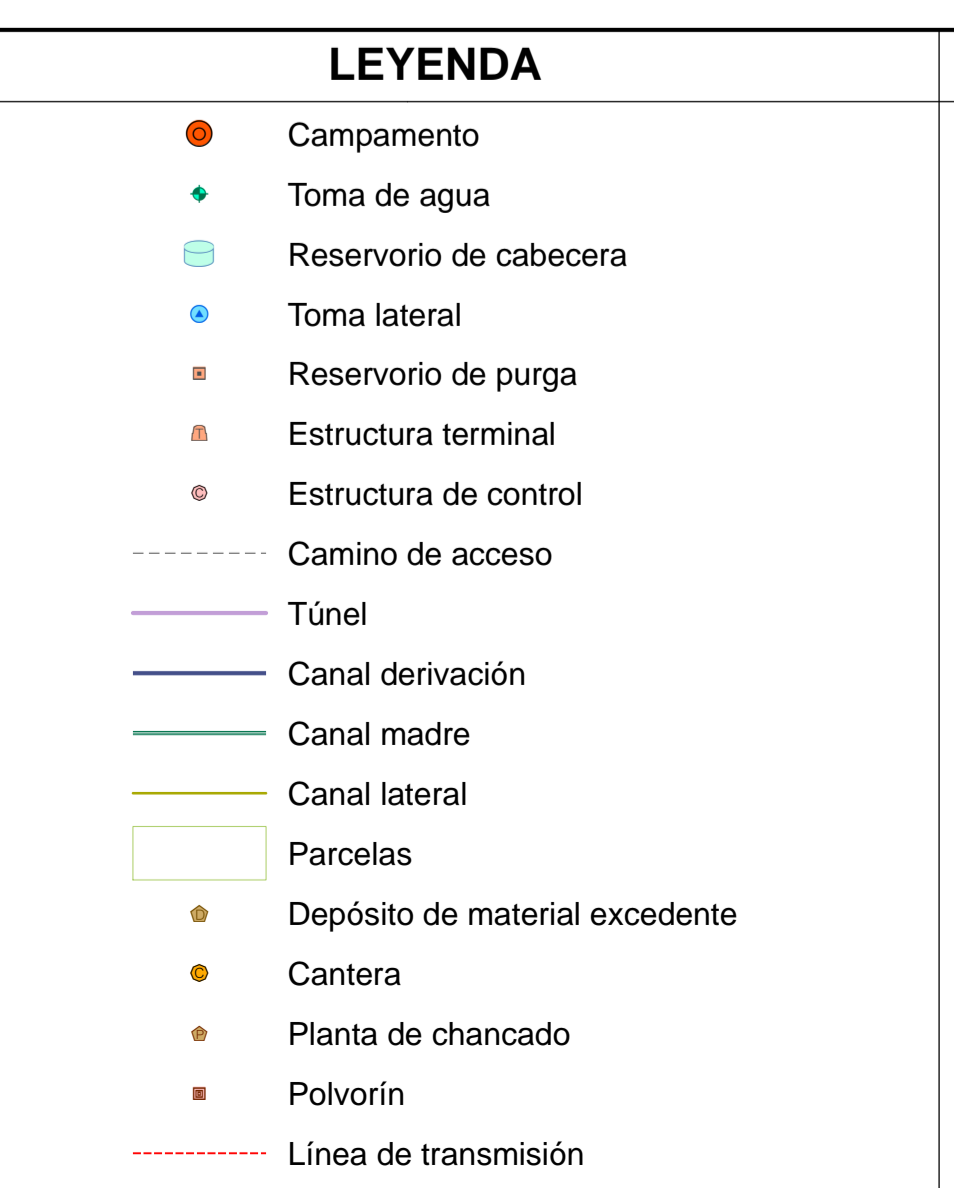 LEYENDA
Campamento
Toma de agua
Reservorio de cabecera
Toma lateral
Reservorio de purga
T Estructura terminal
C Estructura de control
Camino de acceso
Túnel
Canal derivación
Canal madre
Canal lateral
Parcelas
D Depósito de material excedente
C Cantera
P Planta de chancado
Polvorín
Línea de transmisión